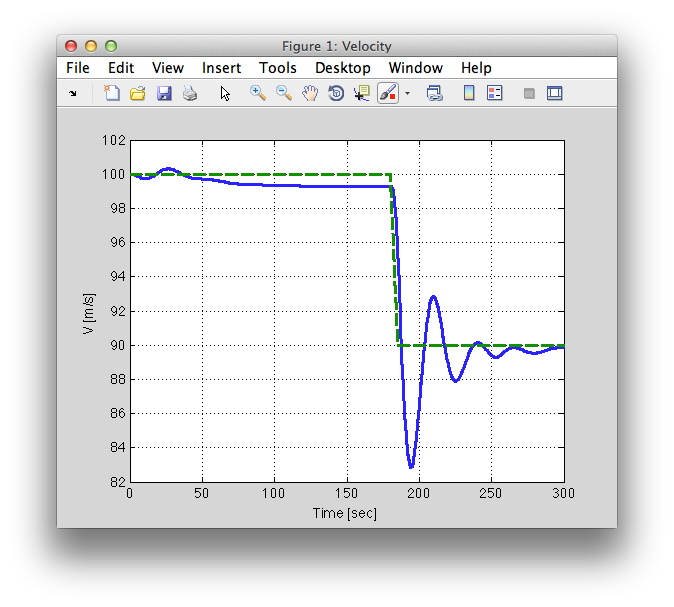 Figure 1: Velocity
File Edit View Insert Tools Desktop Window Help
102
100
98
96
94
92
90
88
86
84
82
V [m/s]
0 50 100 150 200 250 300
Time [sec]